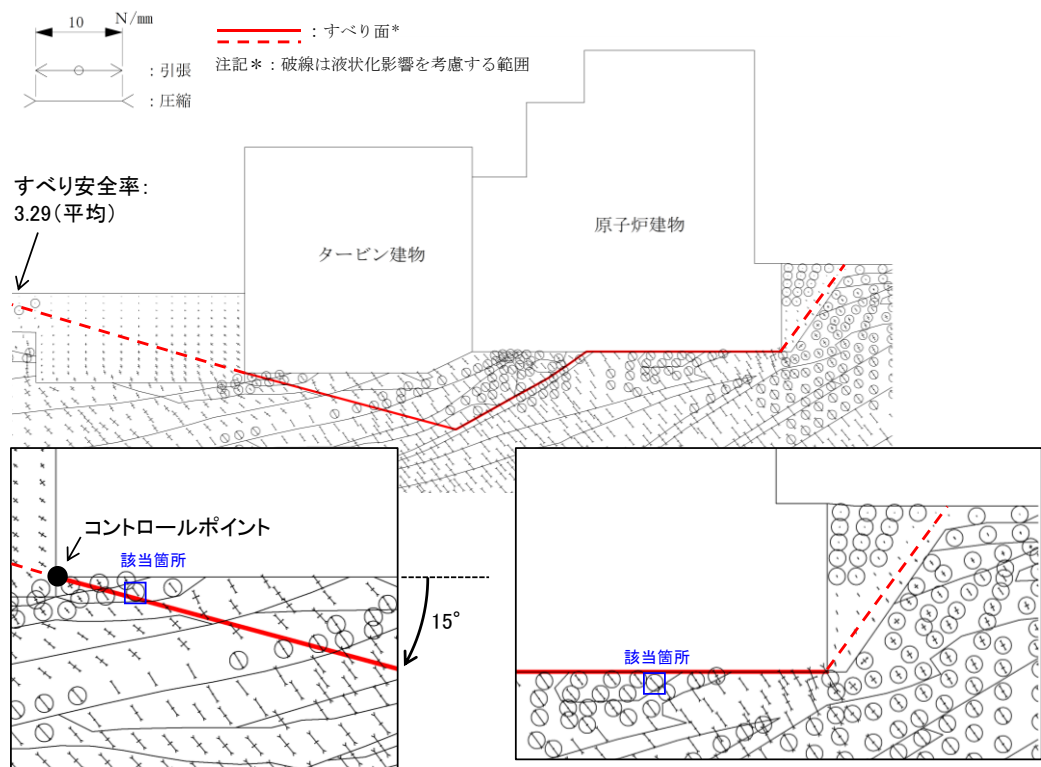 10 N/mm
：引張
：圧縮
：すべり面*
注記＊：破線は液状化影響を考慮する範囲
すべり安全率：
3.29（平均）
タービン建物
原子炉建物
コントロールポイント
該当箇所
15°
該当箇所